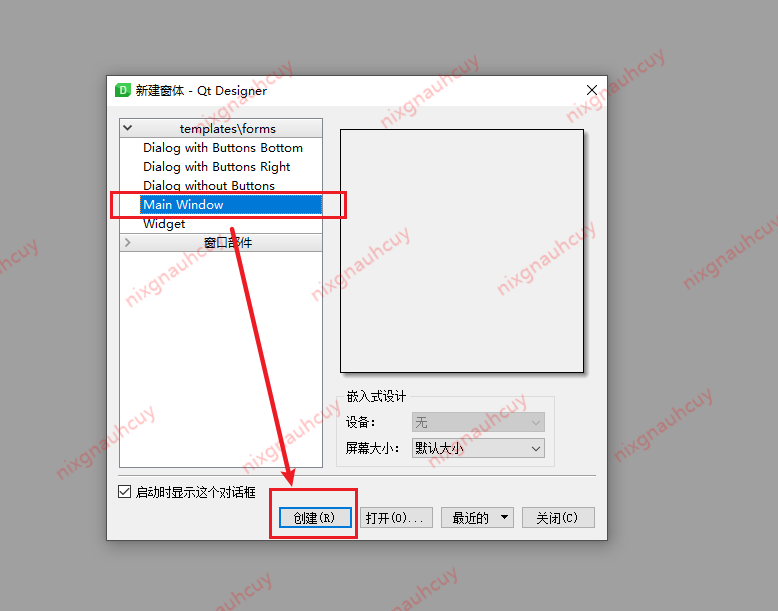 新建窗体 - Qt Designer
templates\forms
Dialog with Buttons Bottom
Dialog with Buttons Right
Dialog without Buttons
Main Window
Widget
窗口部件
嵌入式设计
设备：
无
屏幕大小：
默认大小
启动时显示这个对话框
创建(R)
打开(O)...
最近的
关闭(C)
nixgnauhcuy
nixgnauhcuy
nixgnauhcuy
nixgnauhcuy
nixgnauhcuy
nixgnauhcuy
nixgnauhcuy
nixgnauhcuy
nixgnauhcuy
nixgnauhcuy
nixgnauhcuy